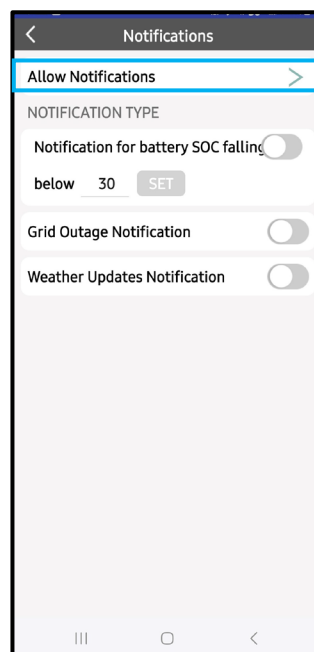 Notifications
Allow Notifications
NOTIFICATION TYPE
Notification for battery SOC falling
below 30 SET
Grid Outage Notification
Weather Updates Notification